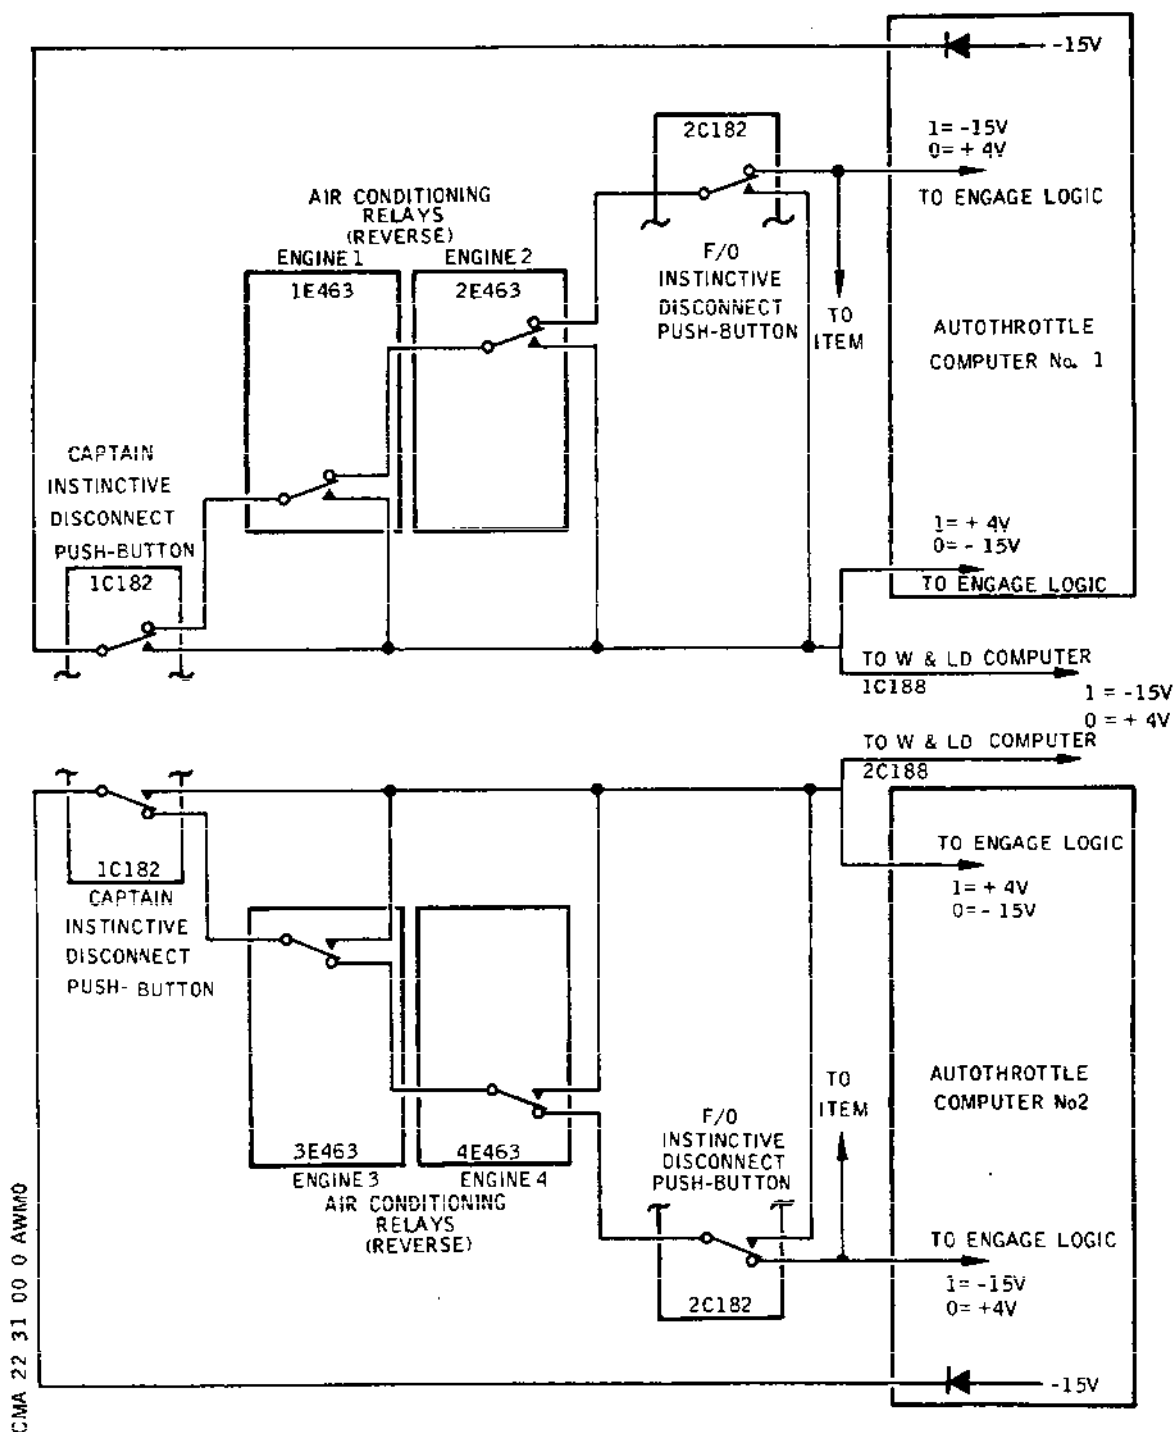 -15V
2C182
1= -15V
0= + 4V
TO ENGAGE LOGIC
AIR CONDITIONING
RELAYS
(REVERSE)
ENGINE 1
ENGINE 2
1E463
2E463
F/O
INSTINCTIVE
DISCONNECT
PUSH-BUTTON
TO
ITEM
AUTOTHROTTLE
COMPUTER No. 1
CAPTAIN
INSTINCTIVE
DISCONNECT
PUSH-BUTTON
1C182
1= + 4V
0= - 15V
TO ENGAGE LOGIC
TO W & LD COMPUTER
1C188
1 = -15V
0 = + 4V
TO W & LD COMPUTER
2C188
TO ENGAGE LOGIC
1= + 4V
0= - 15V
1C182
CAPTAIN
INSTINCTIVE
DISCONNECT
PUSH- BUTTON
3E463
4E463
ENGINE 3
ENGINE 4
AIR CONDITIONING
RELAYS
(REVERSE)
TO
ITEM
AUTOTHROTTLE
COMPUTER No2
F/O
INSTINCTIVE
DISCONNECT
PUSH-BUTTON
2C182
TO ENGAGE LOGIC
1= -15V
0= +4V
-15V
CMA 22 31 00 0 AWM0